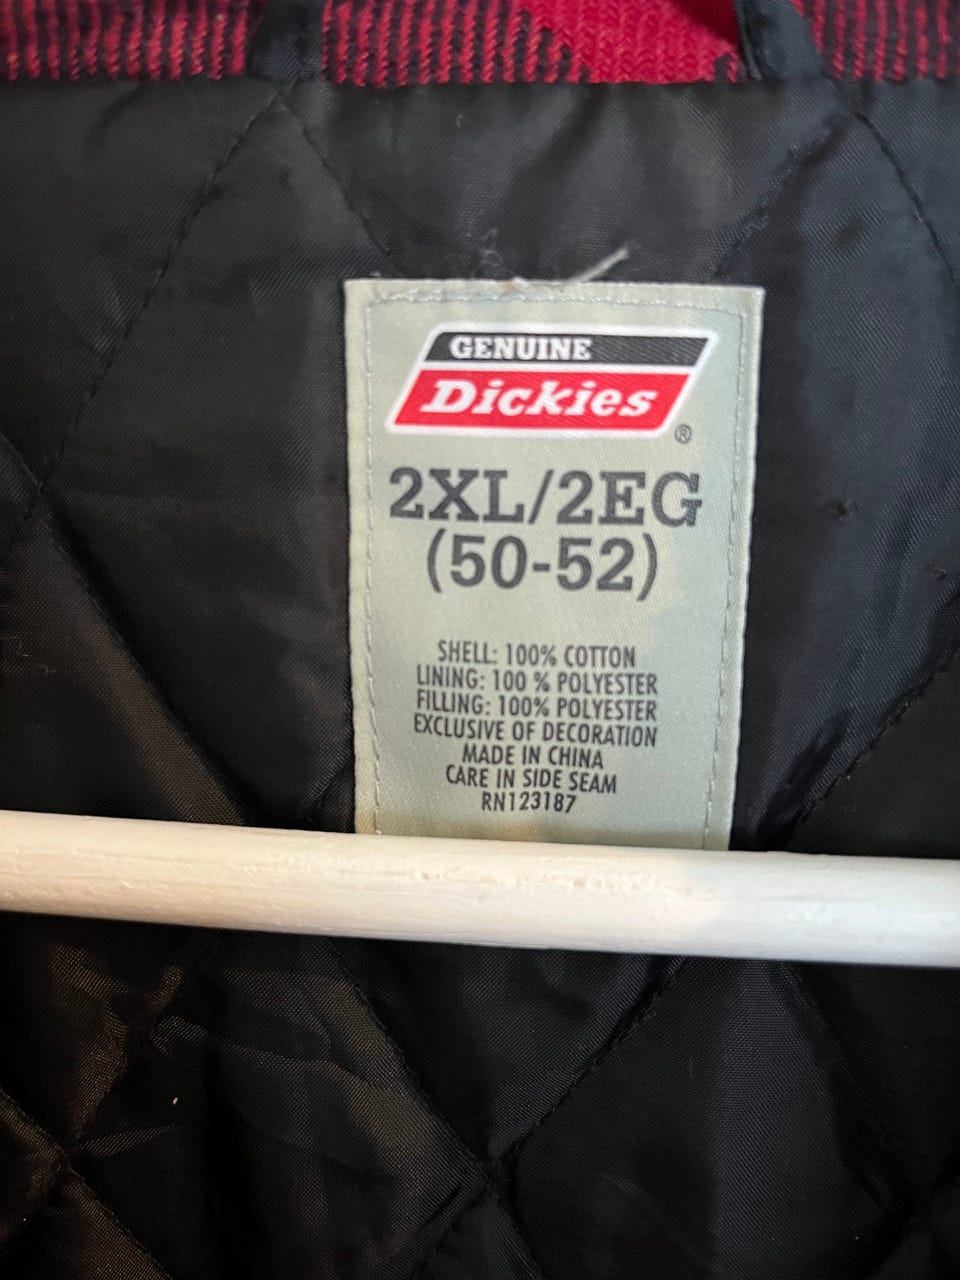 GENUINE
Dickies
®
2XL/2EG
(50-52)
SHELL: 100% COTTON
LINING: 100 % POLYESTER
FILLING: 100% POLYESTER
EXCLUSIVE OF DECORATION
MADE IN CHINA
CARE IN SIDE SEAM
RN123187